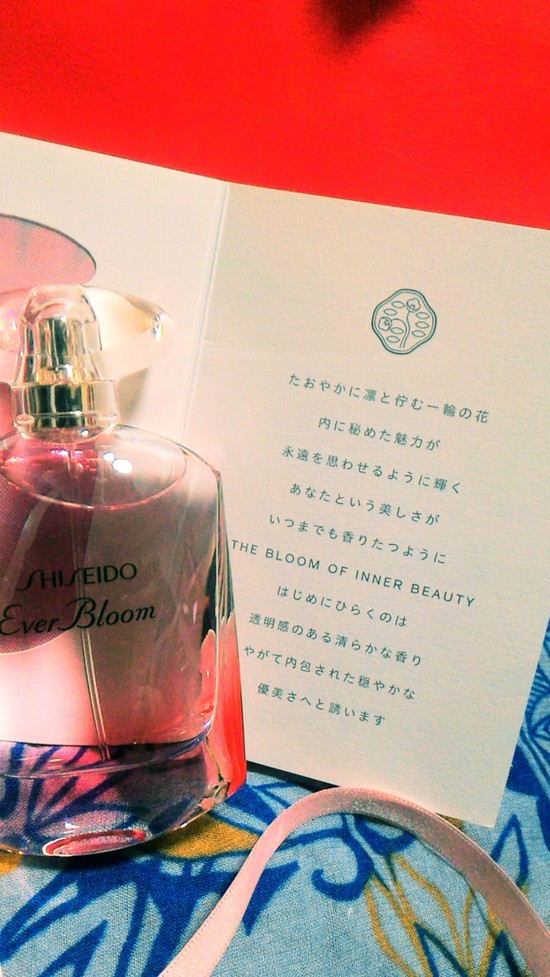 SHISEIDO
Ever Bloom
たおやかに凛と佇む一輪の花
内に秘めた魅力が
永遠を思わせるように輝く
あなたという美しさが
いつまでも香りたつように
THE BLOOM OF INNER BEAUTY
はじめにひらくのは
透明感のある清らかな香り
やがて内包された穏やかな
優美さへと誘います